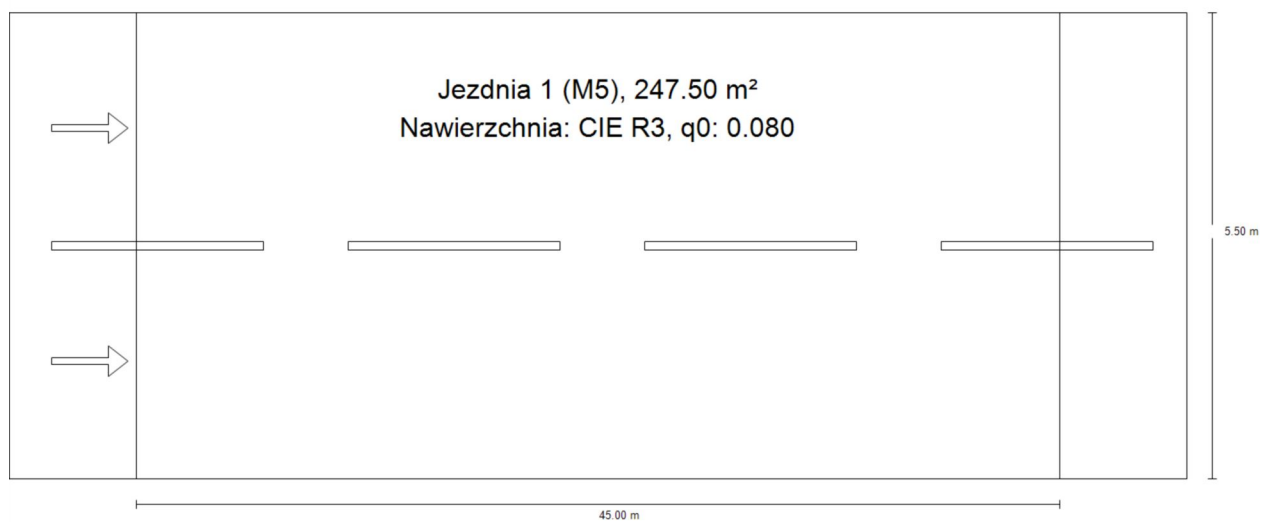 Jezdnia 1 (M5), 247.50 m²
Nawierzchnia: CIE R3, q0: 0.080
5.50 m
45.00 m